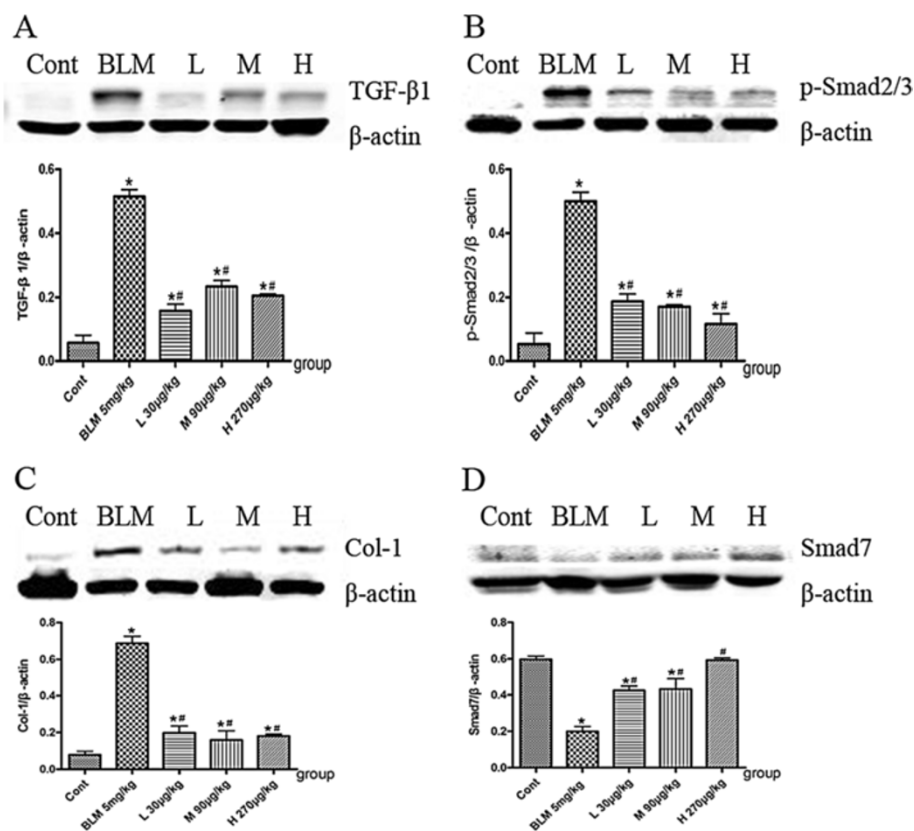 A
Cont BLM L M H
TGF-β1
β-actin
TGF-β 1/β -actin
0.6
0.4
0.2
0.0
*
*#
*#
*#
group
Cont
BLM 5mg/kg
L 30μg/kg
M 90μg/kg
H 270μg/kg
B
Cont BLM L M H
p-Smad2/3
β-actin
p-Smad2/3 /β -actin
0.6
0.4
0.2
0.0
*
*#
*#
*#
group
Cont
BLM 5mg/kg
L 30μg/kg
M 90μg/kg
H 270μg/kg
C
Cont BLM L M H
Col-1
β-actin
Col-1/β -actin
0.8
0.6
0.4
0.2
0.0
*
*#
*#
*#
group
Cont
BLM 5mg/kg
L 30μg/kg
M 90μg/kg
H 270μg/kg
D
Cont BLM L M H
Smad7
β-actin
Smad7/β -actin
0.8
0.6
0.4
0.2
0.0
*
*#
*#
#
group
Cont
BLM 5mg/kg
L 30μg/kg
M 90μg/kg
H 270μg/kg